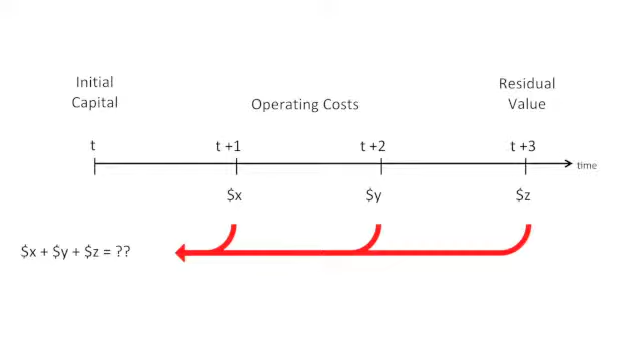 Initial
Capital
Operating Costs
Residual
Value
t
t +1
t +2
t +3
time
$x
$y
$z
$x + $y + $z = ??